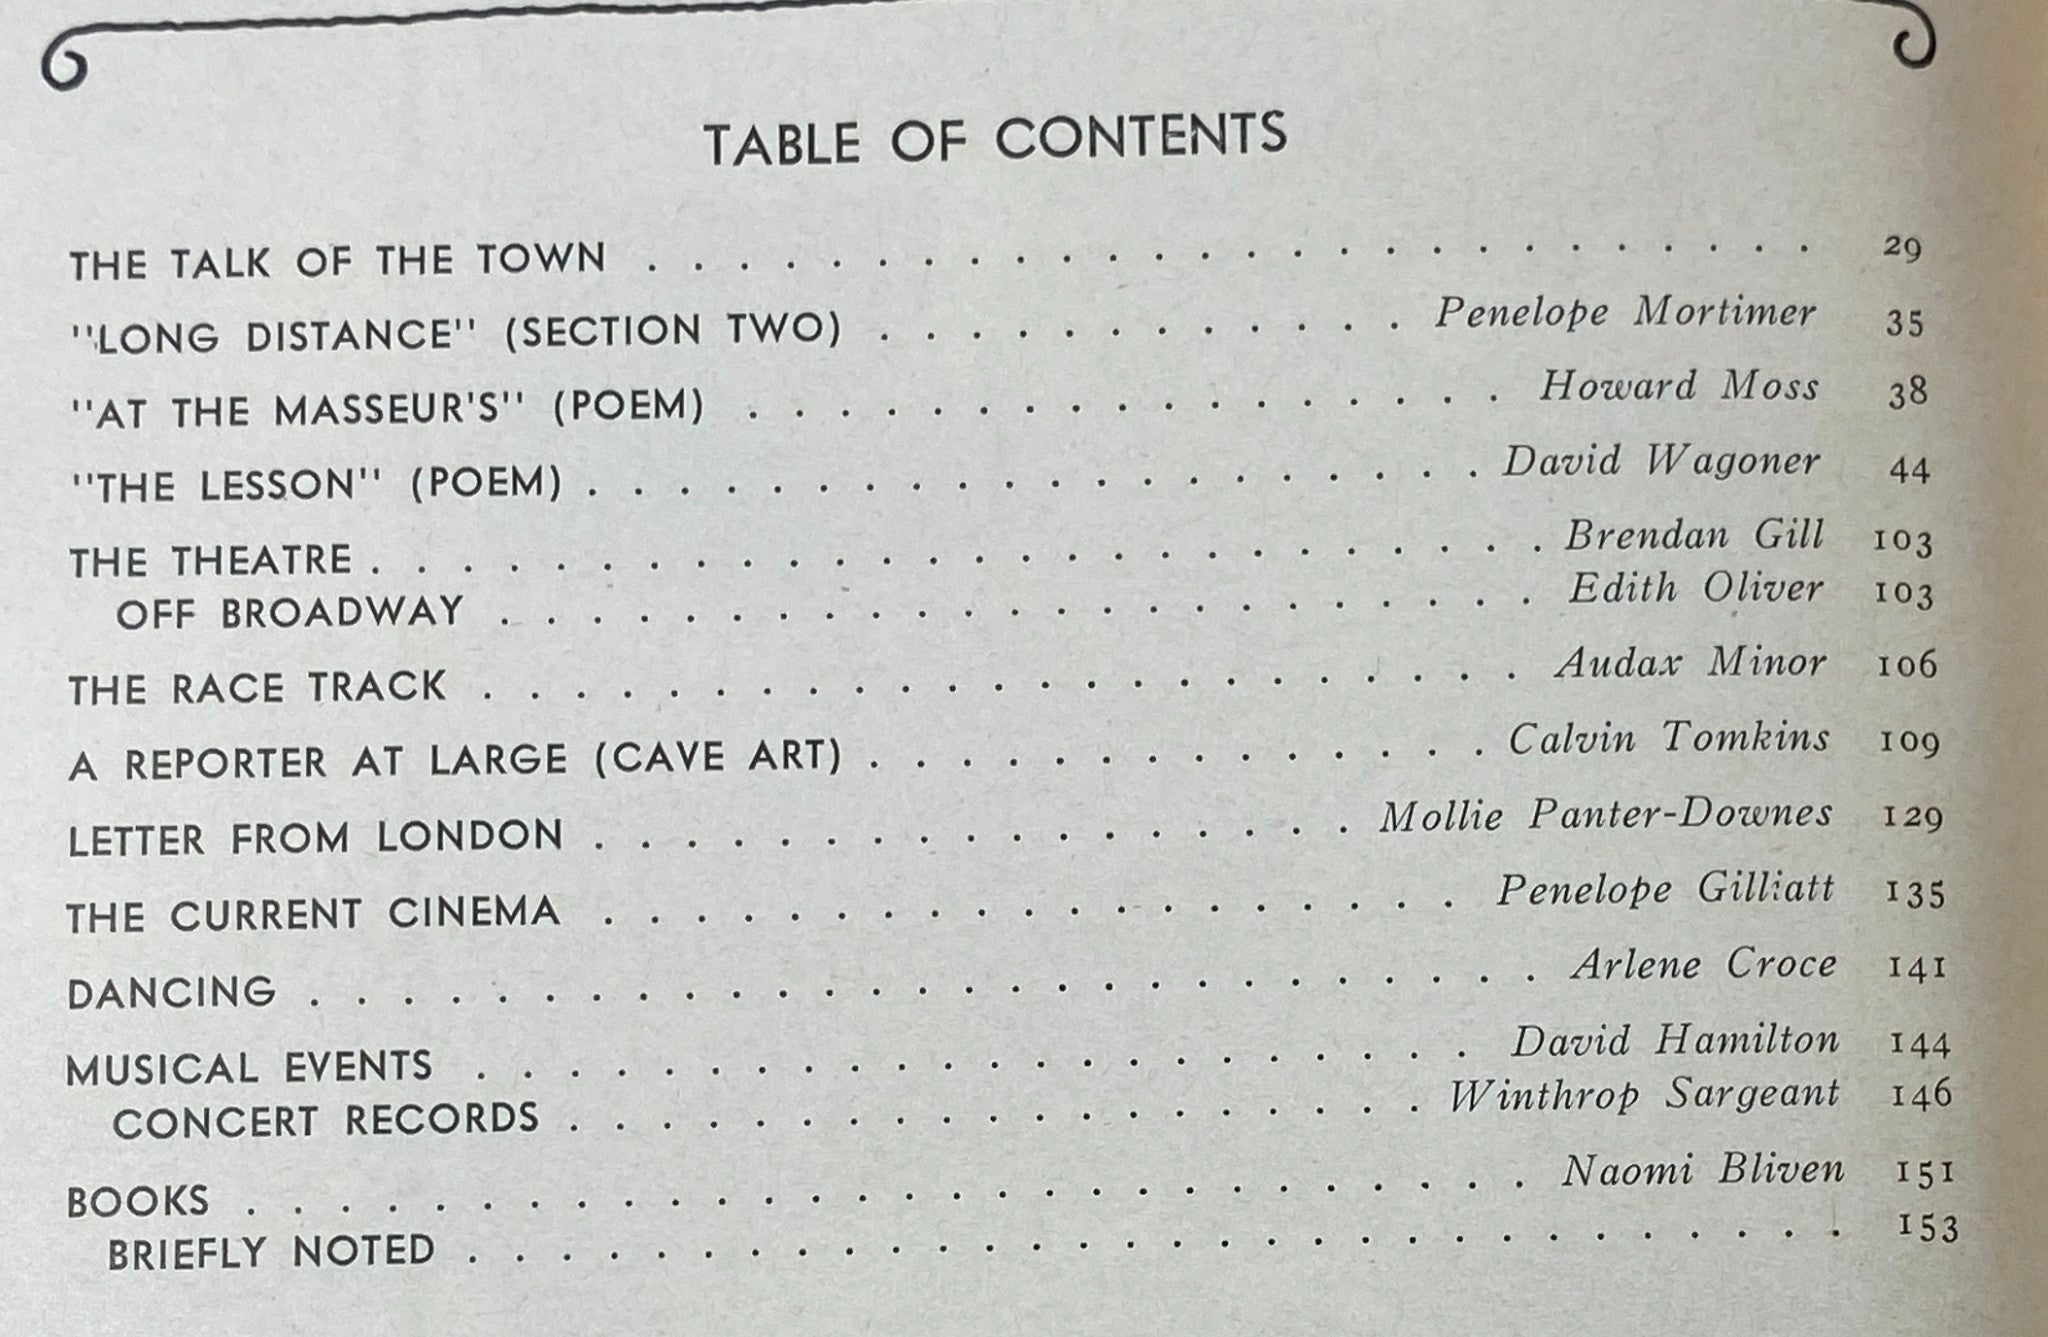 TABLE OF CONTENTS
THE TALK OF THE TOWN . . . . . . . . . . . . . . . . . . . . . . . . . . 29
"LONG DISTANCE" (SECTION TWO) . . . . . . . . . . . . Penelope Mortimer 35
"AT THE MASSEUR'S" (POEM) . . . . . . . . . . . . . . . . . Howard Moss 38
"THE LESSON" (POEM) . . . . . . . . . . . . . . . . . . . . David Wagoner 44
THE THEATRE . . . . . . . . . . . . . . . . . . . . . . . . . . Brendan Gill 103
OFF BROADWAY . . . . . . . . . . . . . . . . . . . . . . . Edith Oliver 103
THE RACE TRACK . . . . . . . . . . . . . . . . . . . . . . . Audax Minor 106
A REPORTER AT LARGE (CAVE ART) . . . . . . . . . . . . . . Calvin Tomkins 109
LETTER FROM LONDON . . . . . . . . . . . . . . . . . Mollie Panter-Downes 129
THE CURRENT CINEMA . . . . . . . . . . . . . . . . . . . Penelope Gilliatt 135
DANCING . . . . . . . . . . . . . . . . . . . . . . . . . . . Arlene Croce 141
MUSICAL EVENTS . . . . . . . . . . . . . . . . . . . . . . David Hamilton 144
CONCERT RECORDS . . . . . . . . . . . . . . . . . . . Winthrop Sargeant 146
BOOKS . . . . . . . . . . . . . . . . . . . . . . . . . . . . Naomi Bliven 151
BRIEFLY NOTED . . . . . . . . . . . . . . . . . . . . . . . . . . . . . . 153